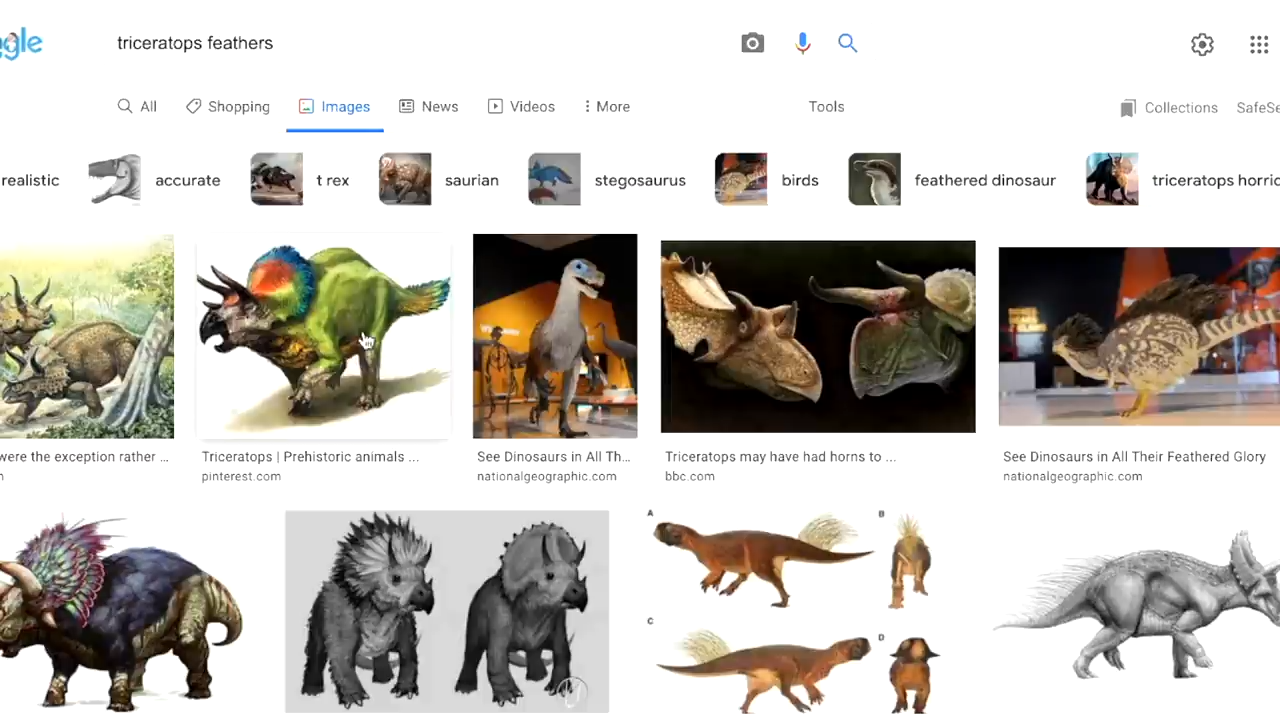 gle
triceratops feathers
All Shopping Images News Videos More Tools Collections SafeSe
realistic accurate t rex saurian stegosaurus birds feathered dinosaur triceratops horrid
were the exception rather ... Triceratops | Prehistoric animals ... See Dinosaurs in All Th... Triceratops may have had horns to ... See Dinosaurs in All Their Feathered Glory
pinterest.com nationalgeographic.com bbc.com nationalgeographic.com
A B
C D